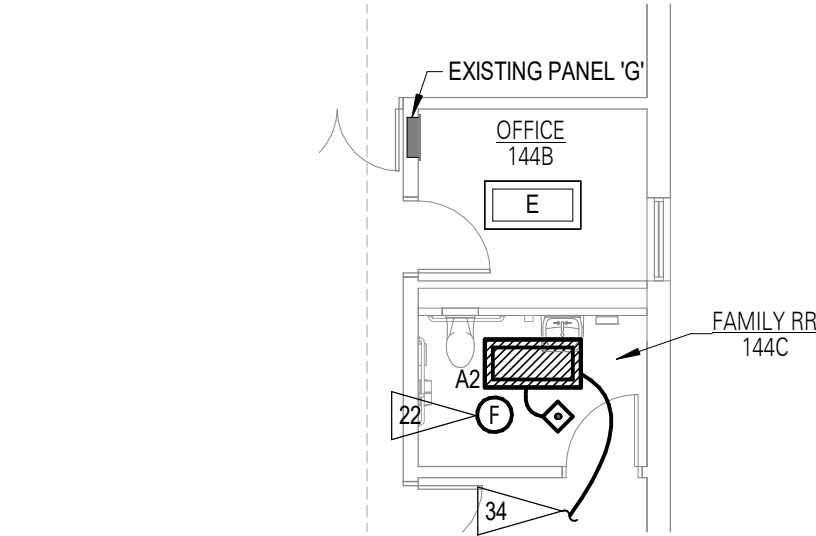 EXISTING PANEL 'G'
OFFICE
144B
E
FAMILY RR
144C
A2
22
F
34